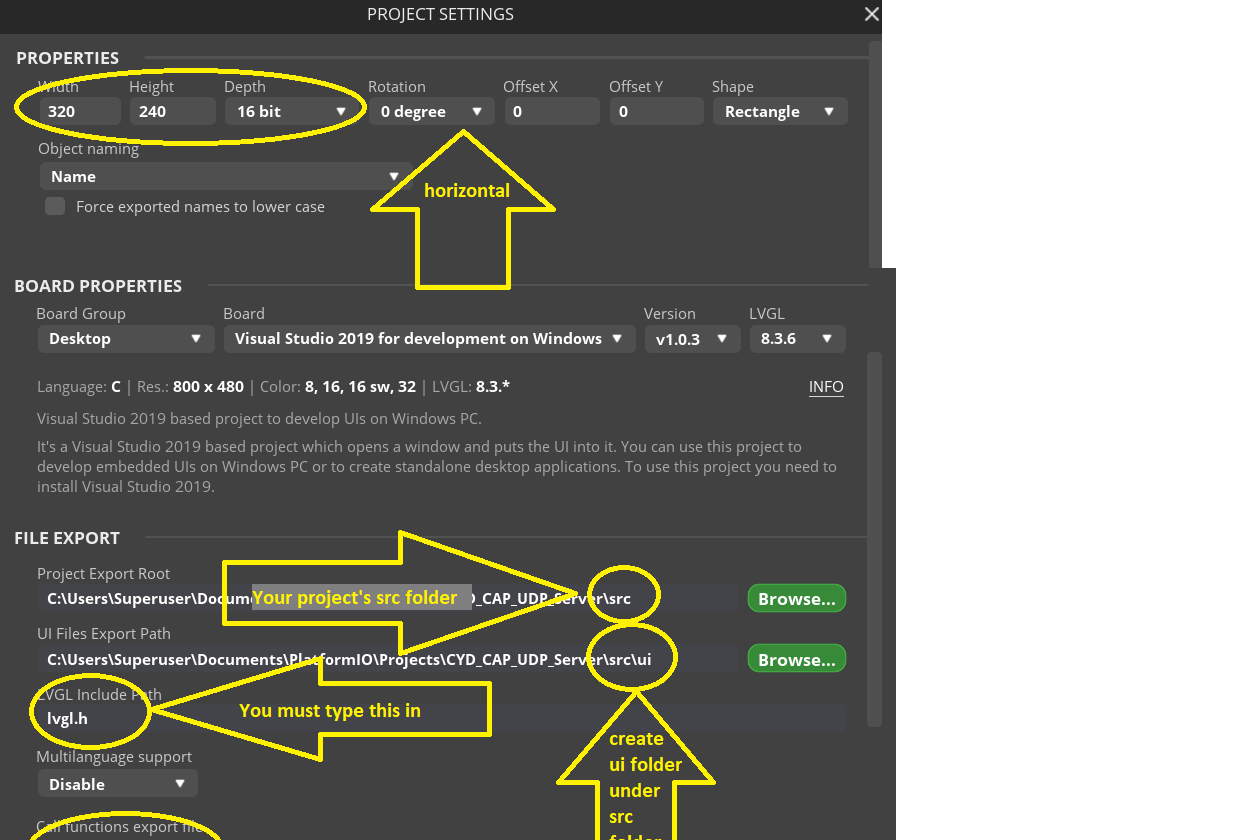 PROJECT SETTINGS
PROPERTIES
Width Height Depth Rotation Offset X Offset Y Shape
320 240 16 bit 0 degree 0 0 Rectangle
Object naming
Name
horizontal
Force exported names to lower case
BOARD PROPERTIES
Board Group Board Version LVGL
Desktop Visual Studio 2019 for development on Windows v1.0.3 8.3.6
Language: C | Res.: 800 x 480 | Color: 8, 16, 16 sw, 32 | LVGL: 8.3.* INFO
Visual Studio 2019 based project to develop UIs on Windows PC.
It's a Visual Studio 2019 based project which opens a window and puts the UI into it. You can use this project to
develop embedded UIs on Windows PC or to create standalone desktop applications. To use this project you need to
install Visual Studio 2019.
FILE EXPORT
Project Export Root
C:\Users\Superuser\Docum Your project's src folder _CAP_UDP_Server\src Browse...
UI Files Export Path
C:\Users\Superuser\Documents\PlatformIO\Projects\CYD_CAP_UDP_Server\src\ui Browse...
LVGL Include Path
lvgl.h You must type this in
Multilanguage support
Disable
create
ui folder
under
src
folder
Call functions export file